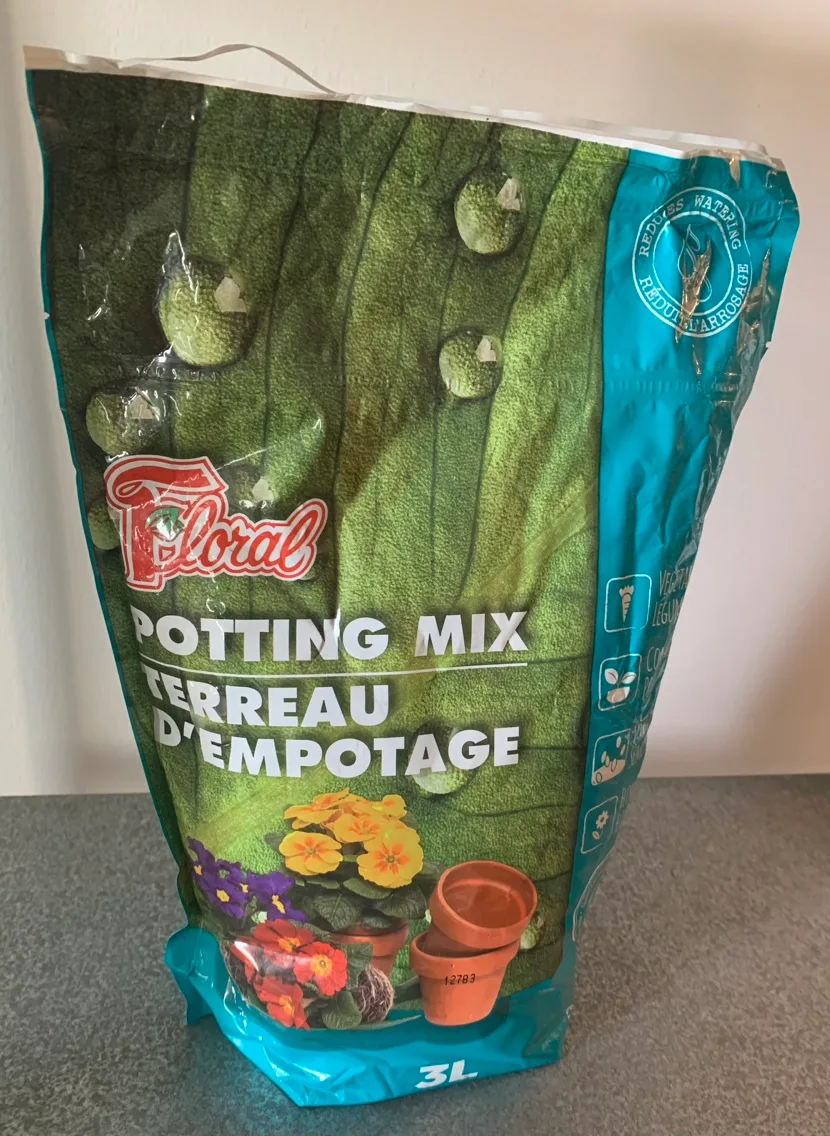 REDUCES WATERING
RÉDUIT L'ARROSAGE
Floral
POTTING MIX
TERREAU
D'EMPOTAGE
12783
3L